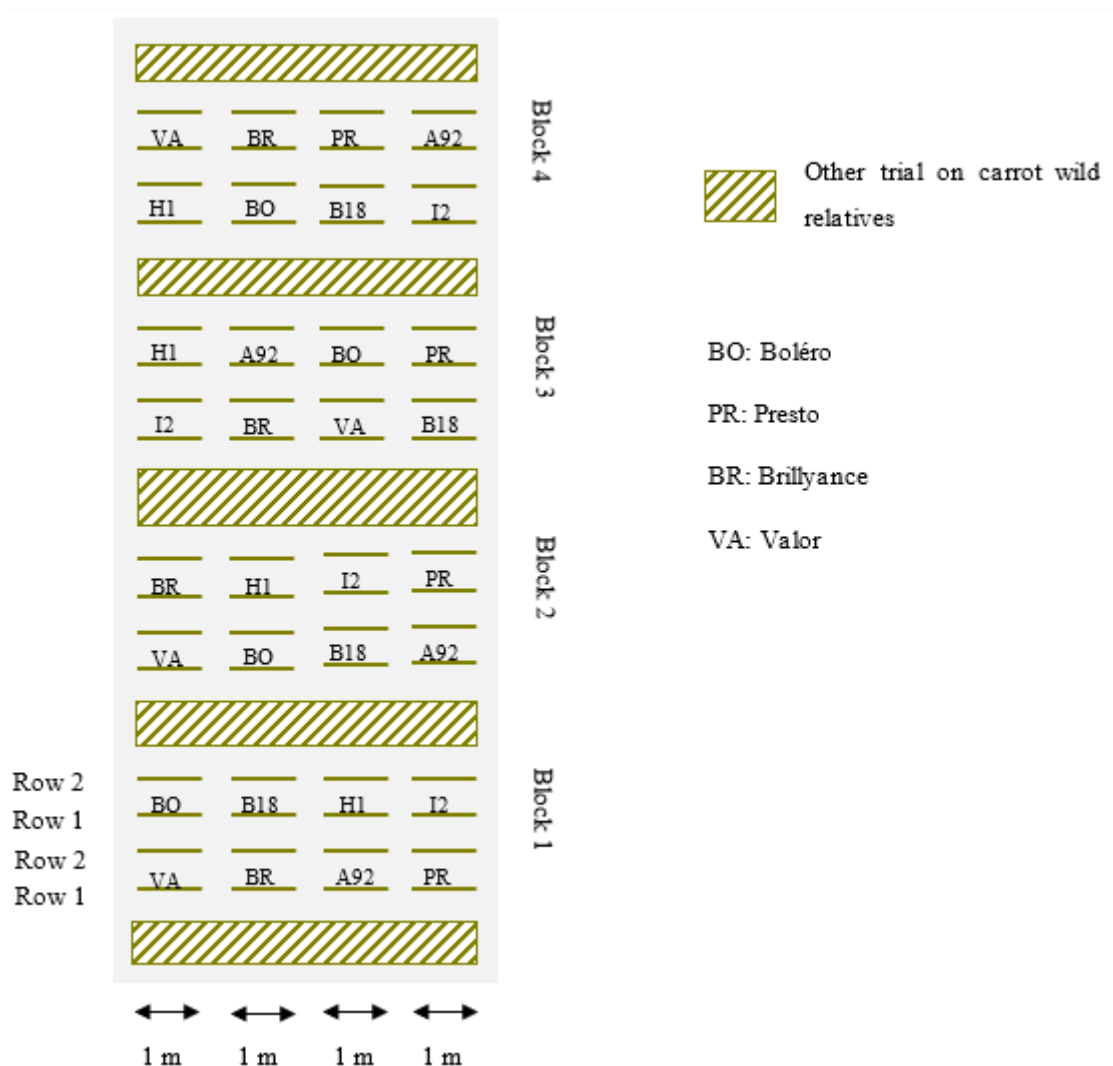 VA BR PR A92
H1 BO B18 I2
Block 4
Other trial on carrot wild
relatives
H1 A92 BO PR
I2 BR VA B18
Block 3
BO: Boléro
PR: Presto
BR: Brillyance
VA: Valor
BR H1 I2 PR
VA BO B18 A92
Block 2
Row 2
BO B18 H1 I2
Row 1
Row 2
VA BR A92 PR
Row 1
Block 1
1 m 1 m 1 m 1 m